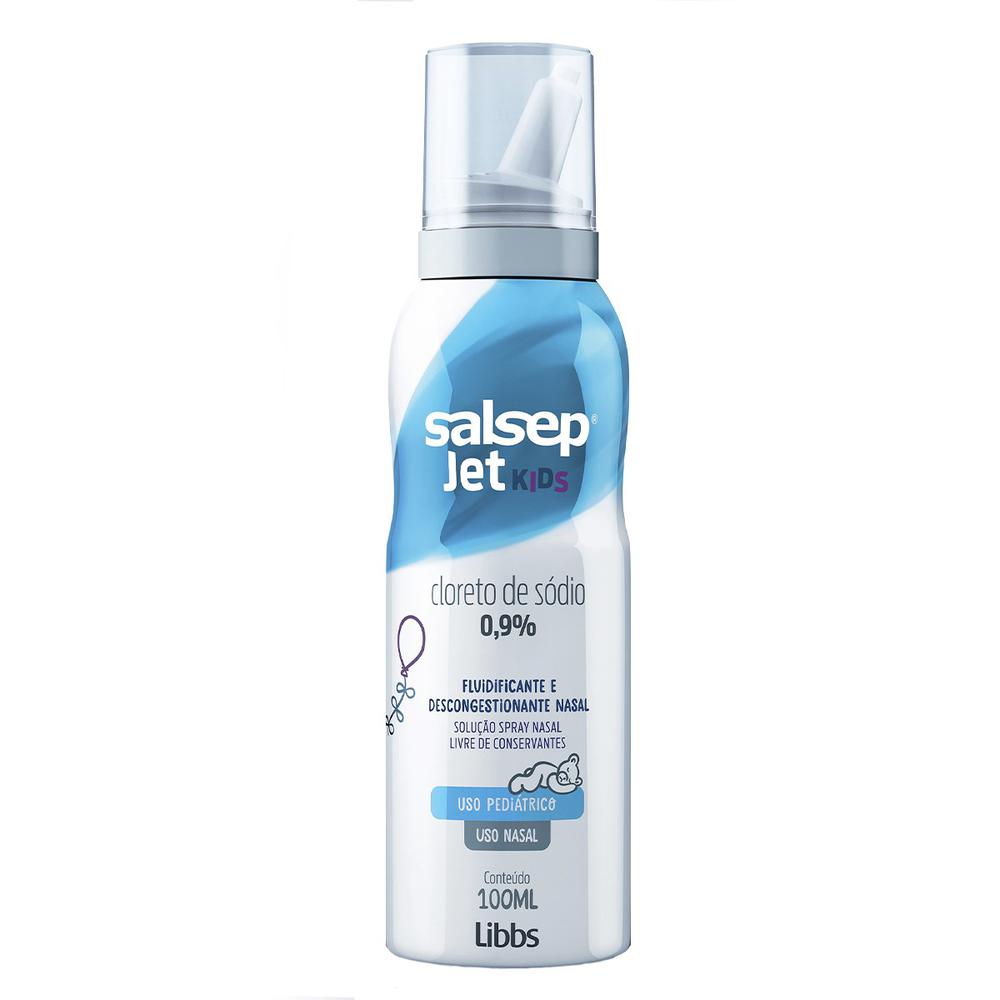 salsep®
Jet KIDS
cloreto de sódio
0,9%
FLUIDIFICANTE E
DESCONGESTIONANTE NASAL
SOLUÇÃO SPRAY NASAL
LIVRE DE CONSERVANTES
USO PEDIÁTRICO
USO NASAL
Conteúdo
100ML
Libbs